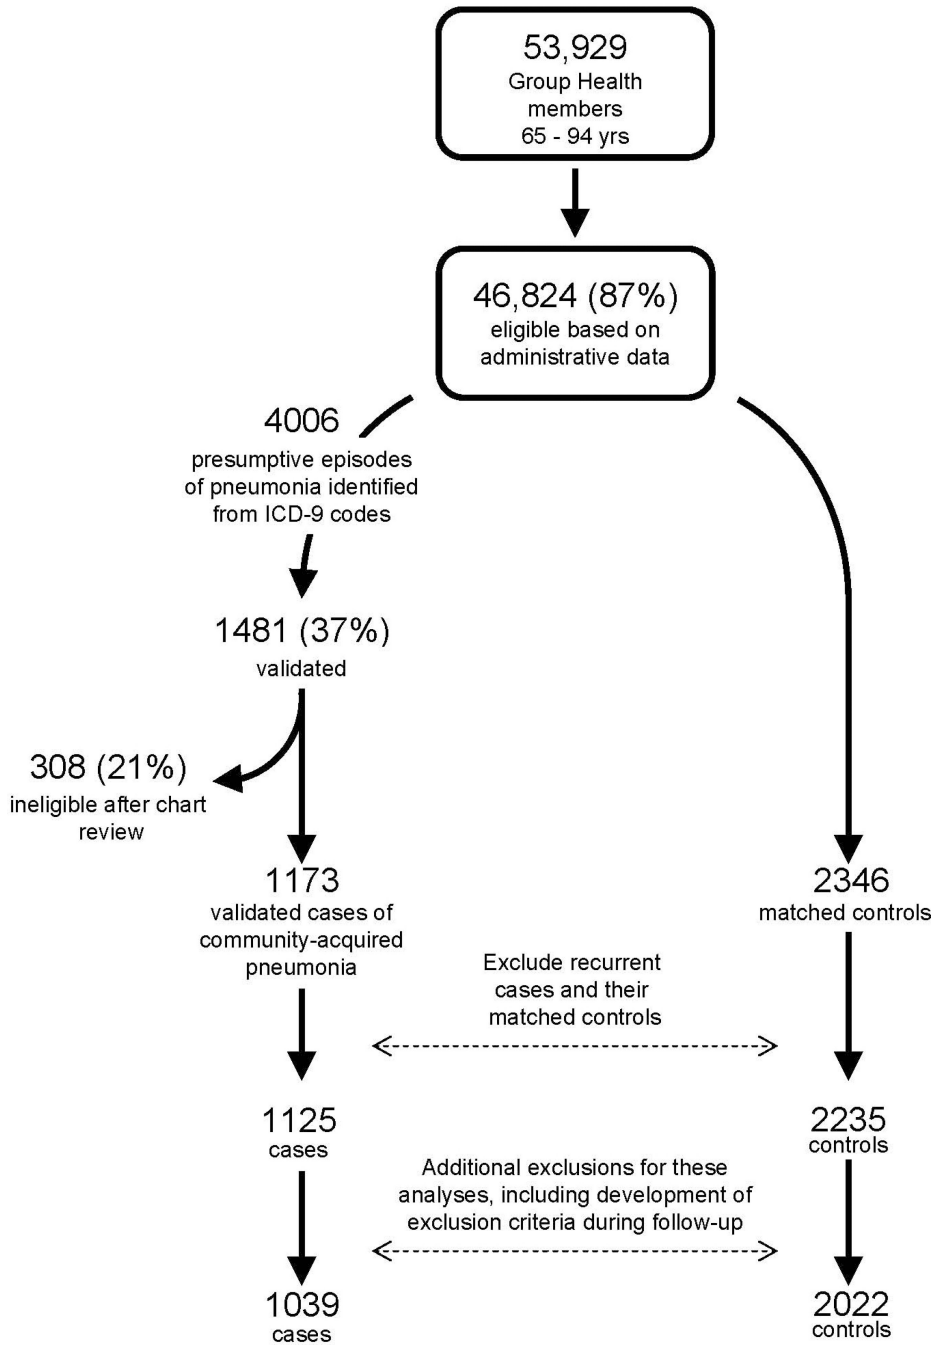 53,929
Group Health
members
65 - 94 yrs
46,824 (87%)
eligible based on
administrative data
4006
presumptive episodes
of pneumonia identified
from ICD-9 codes
1481 (37%)
validated
308 (21%)
ineligible after chart
review
1173
validated cases of
community-acquired
pneumonia
2346
matched controls
Exclude recurrent
cases and their
matched controls
1125
cases
2235
controls
Additional exclusions for these
analyses, including development of
exclusion criteria during follow-up
1039
cases
2022
controls